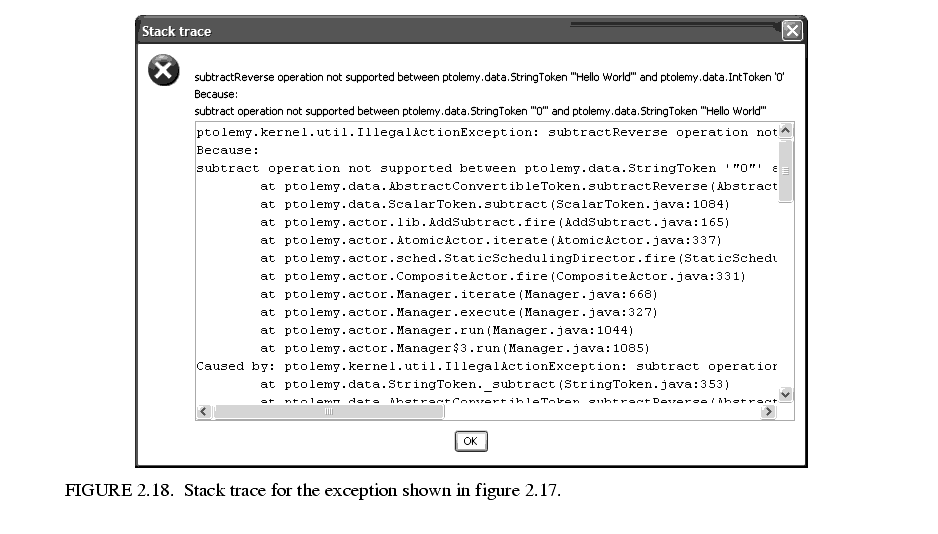 Stack trace
subtractReverse operation not supported between ptolemy.data.StringToken '"Hello World"' and ptolemy.data.IntToken '0'
Because:
subtract operation not supported between ptolemy.data.StringToken '"0"' and ptolemy.data.StringToken '"Hello World"'
ptolemy.kernel.util.IllegalActionException: subtractReverse operation not
Because:
subtract operation not supported between ptolemy.data.StringToken '"0"' a
at ptolemy.data.AbstractConvertibleToken.subtractReverse(Abstract
at ptolemy.data.ScalarToken.subtract(ScalarToken.java:1084)
at ptolemy.actor.lib.AddSubtract.fire(AddSubtract.java:165)
at ptolemy.actor.AtomicActor.iterate(AtomicActor.java:337)
at ptolemy.actor.sched.StaticSchedulingDirector.fire(StaticSchedu
at ptolemy.actor.CompositeActor.fire(CompositeActor.java:331)
at ptolemy.actor.Manager.iterate(Manager.java:668)
at ptolemy.actor.Manager.execute(Manager.java:327)
at ptolemy.actor.Manager.run(Manager.java:1044)
at ptolemy.actor.Manager$3.run(Manager.java:1085)
Caused by: ptolemy.kernel.util.IllegalActionException: subtract operation
at ptolemy.data.StringToken._subtract(StringToken.java:353)
at ptolemy.data.AbstractConvertibleToken.subtractReverse(Abstract
OK
FIGURE 2.18. Stack trace for the exception shown in figure 2.17.